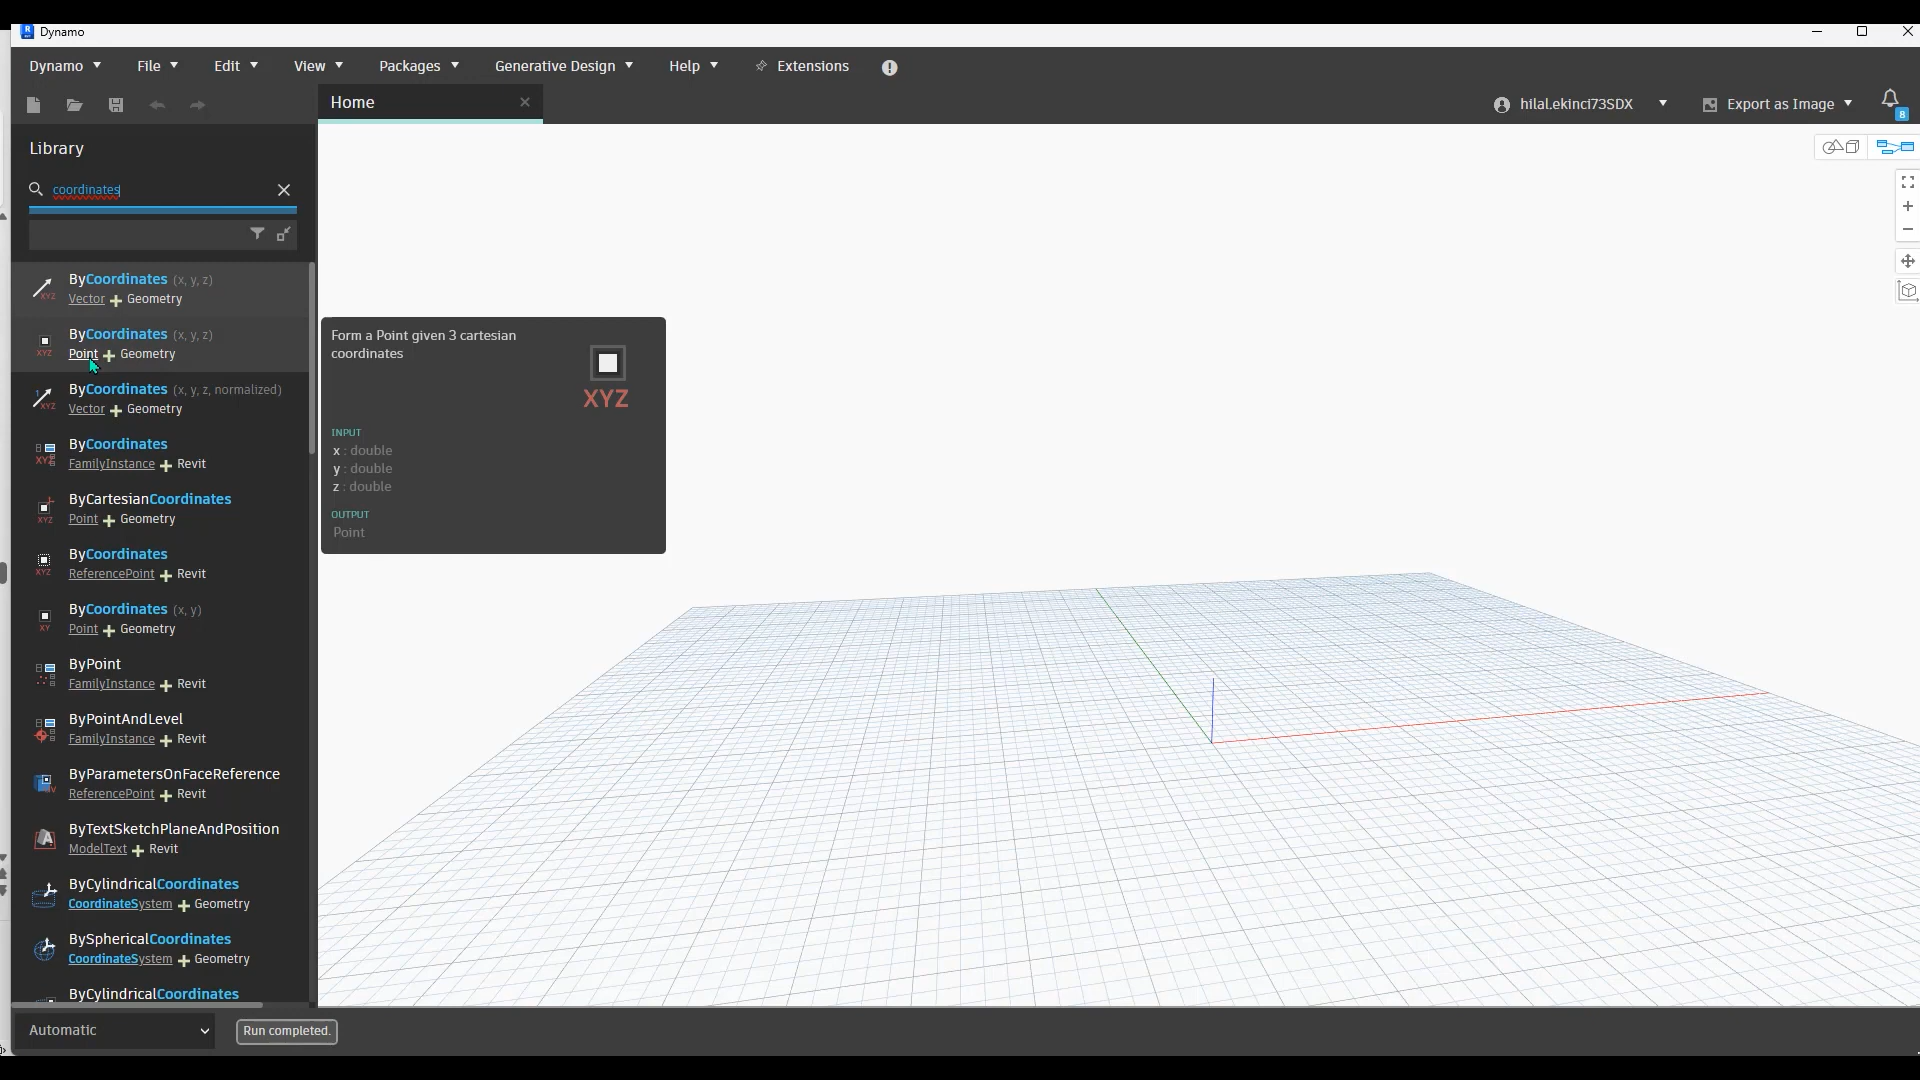 Dynamo
Dynamo File Edit View Packages Generative Design Help Extensions
Home
hilal.ekinci73SDX
Export as Image
8
Library
coordinates
ByCoordinates (x, y, z)
Vector + Geometry
ByCoordinates (x, y, z)
Point + Geometry
ByCoordinates (x, y, z, normalized)
Vector + Geometry
ByCoordinates
FamilyInstance + Revit
ByCartesianCoordinates
Point + Geometry
ByCoordinates
ReferencePoint + Revit
ByCoordinates (x, y)
Point + Geometry
ByPoint
FamilyInstance + Revit
ByPointAndLevel
FamilyInstance + Revit
ByParametersOnFaceReference
ReferencePoint + Revit
ByTextSketchPlaneAndPosition
ModelText + Revit
ByCylindricalCoordinates
CoordinateSystem + Geometry
BySphericalCoordinates
CoordinateSystem + Geometry
ByCylindricalCoordinates
Form a Point given 3 cartesian
coordinates
XYZ
INPUT
x : double
y : double
z : double
OUTPUT
Point
Automatic
Run completed.